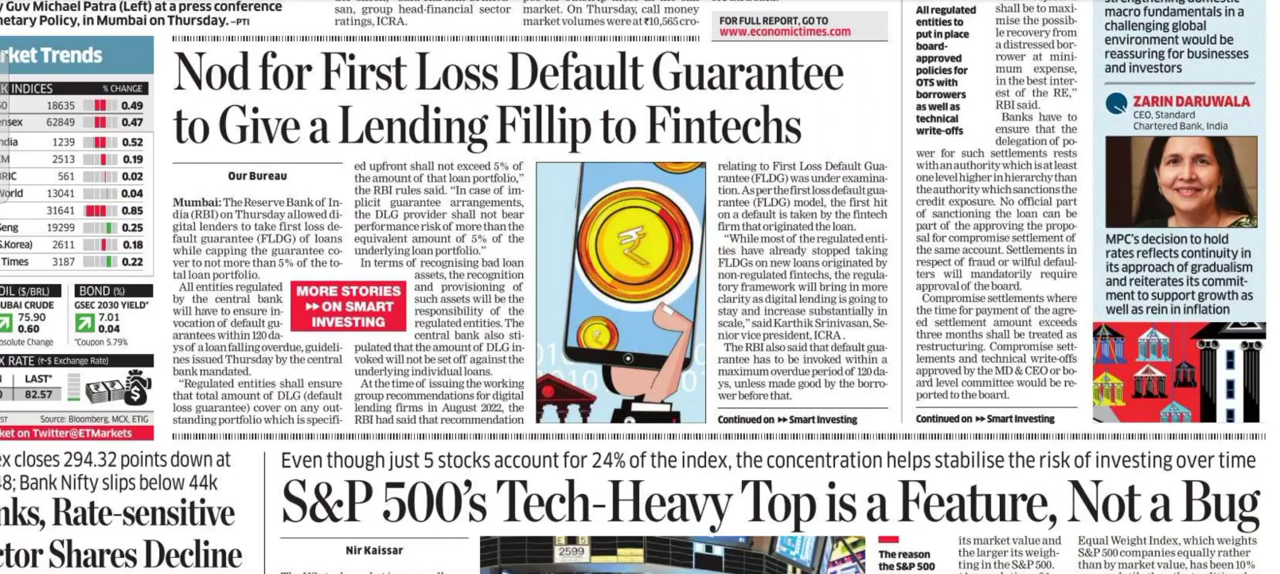 y Guv Michael Patra (Left) at a press conference
netary Policy, in Mumbai on Thursday. –PTI
san, group head-financial sector
ratings, ICRA.
market. On Thursday, call money
market volumes were at ₹10,565 cro-
FOR FULL REPORT, GO TO
www.economictimes.com
rket Trends
K INDICES % CHANGE
18635 0.49
ensex 62849 0.47
ndia 1239 0.52
2513 0.19
RIC 561 0.02
World 13041 0.04
31641 0.85
Seng 19299 0.25
S.Korea) 2611 0.18
Times 3187 0.22
OIL ($/BRL)
UBAI CRUDE
75.90
0.60
solute Change
BOND (%)
GSEC 2030 YIELD*
7.01
0.04
*Coupon 5.79%
X RATE (₹-$ Exchange Rate)
LAST*
82.57
Source: Bloomberg, MCX, ETIG
ket on Twitter@ETMarkets
Nod for First Loss Default Guarantee
to Give a Lending Fillip to Fintechs
Our Bureau
Mumbai: The Reserve Bank of In-
dia (RBI) on Thursday allowed di-
gital lenders to take first loss de-
fault guarantee (FLDG) of loans
while capping the guarantee co-
ver to not more than 5% of the to-
tal loan portfolio.
All entities regulated
by the central bank
will have to ensure in-
vocation of default gu-
arantees within 120 da-
ys of a loan falling overdue, guideli-
nes issued Thursday by the central
bank mandated.
“Regulated entities shall ensure
that total amount of DLG (default
loss guarantee) cover on any out-
standing portfolio which is specifi-
ed upfront shall not exceed 5% of
the amount of that loan portfolio,”
the RBI rules said. “In case of im-
plicit guarantee arrangements,
the DLG provider shall not bear
performance risk of more than the
equivalent amount of 5% of the
underlying loan portfolio.”
In terms of recognising bad loan
assets, the recognition
and provisioning of
such assets will be the
responsibility of the
regulated entities. The
central bank also sti-
pulated that the amount of DLG in-
voked will not be set off against the
underlying individual loans.
At the time of issuing the working
group recommendations for digital
lending firms in August 2022, the
RBI had said that recommendation
MORE STORIES
ON SMART
INVESTING
relating to First Loss Default Gua-
rantee (FLDG) was under examina-
tion. As per the first loss default gua-
rantee (FLDG) model, the first hit
on a default is taken by the fintech
firm that originated the loan.
“While most of the regulated enti-
ties have already stopped taking
FLDGs on new loans originated by
non-regulated fintechs, the regula-
tory framework will bring in more
clarity as digital lending is going to
stay and increase substantially in
scale,” said Karthik Srinivasan, Se-
nior vice president, ICRA .
The RBI also said that default gua-
rantee has to be invoked within a
maximum overdue period of 120 da-
ys, unless made good by the borro-
wer before that.
Continued on Smart Investing
All regulated
entities to
put in place
board-
approved
policies for
OTS with
borrowers
as well as
technical
write-offs
shall be to maxi-
mise the possib-
le recovery from
a distressed bor-
rower at mini-
mum expense,
in the best inter-
est of the RE,”
RBI said.
Banks have to
ensure that the
delegation of po-
wer for such settlements rests
with an authority which is at least
one level higher in hierarchy than
the authority which sanctions the
credit exposure. No official part
of sanctioning the loan can be
part of the approving the propo-
sal for compromise settlement of
the same account. Settlements in
respect of fraud or wilful defaul-
ters will mandatorily require
approval of the board.
Compromise settlements where
the time for payment of the agre-
ed settlement amount exceeds
three months shall be treated as
restructuring. Compromise sett-
lements and technical write-offs
approved by the MD & CEO or bo-
ard level committee would be re-
ported to the board.
Continued on Smart Investing
strengthening domestic
macro fundamentals in a
challenging global
environment would be
reassuring for businesses
and investors
ZARIN DARUWALA
CEO, Standard
Chartered Bank, India
MPC's decision to hold
rates reflects continuity in
its approach of gradualism
and reiterates its commit-
ment to support growth as
well as rein in inflation
ex closes 294.32 points down at
48; Bank Nifty slips below 44k
nks, Rate-sensitive
ctor Shares Decline
Even though just 5 stocks account for 24% of the index, the concentration helps stabilise the risk of investing over time
S&P 500's Tech-Heavy Top is a Feature, Not a Bug
Nir Kaissar
2599
The reason
the S&P 500
its market value and
the larger its weigh-
ting in the S&P 500.
Equal Weight Index, which weights
S&P 500 companies equally rather
than by market value, has been 10%